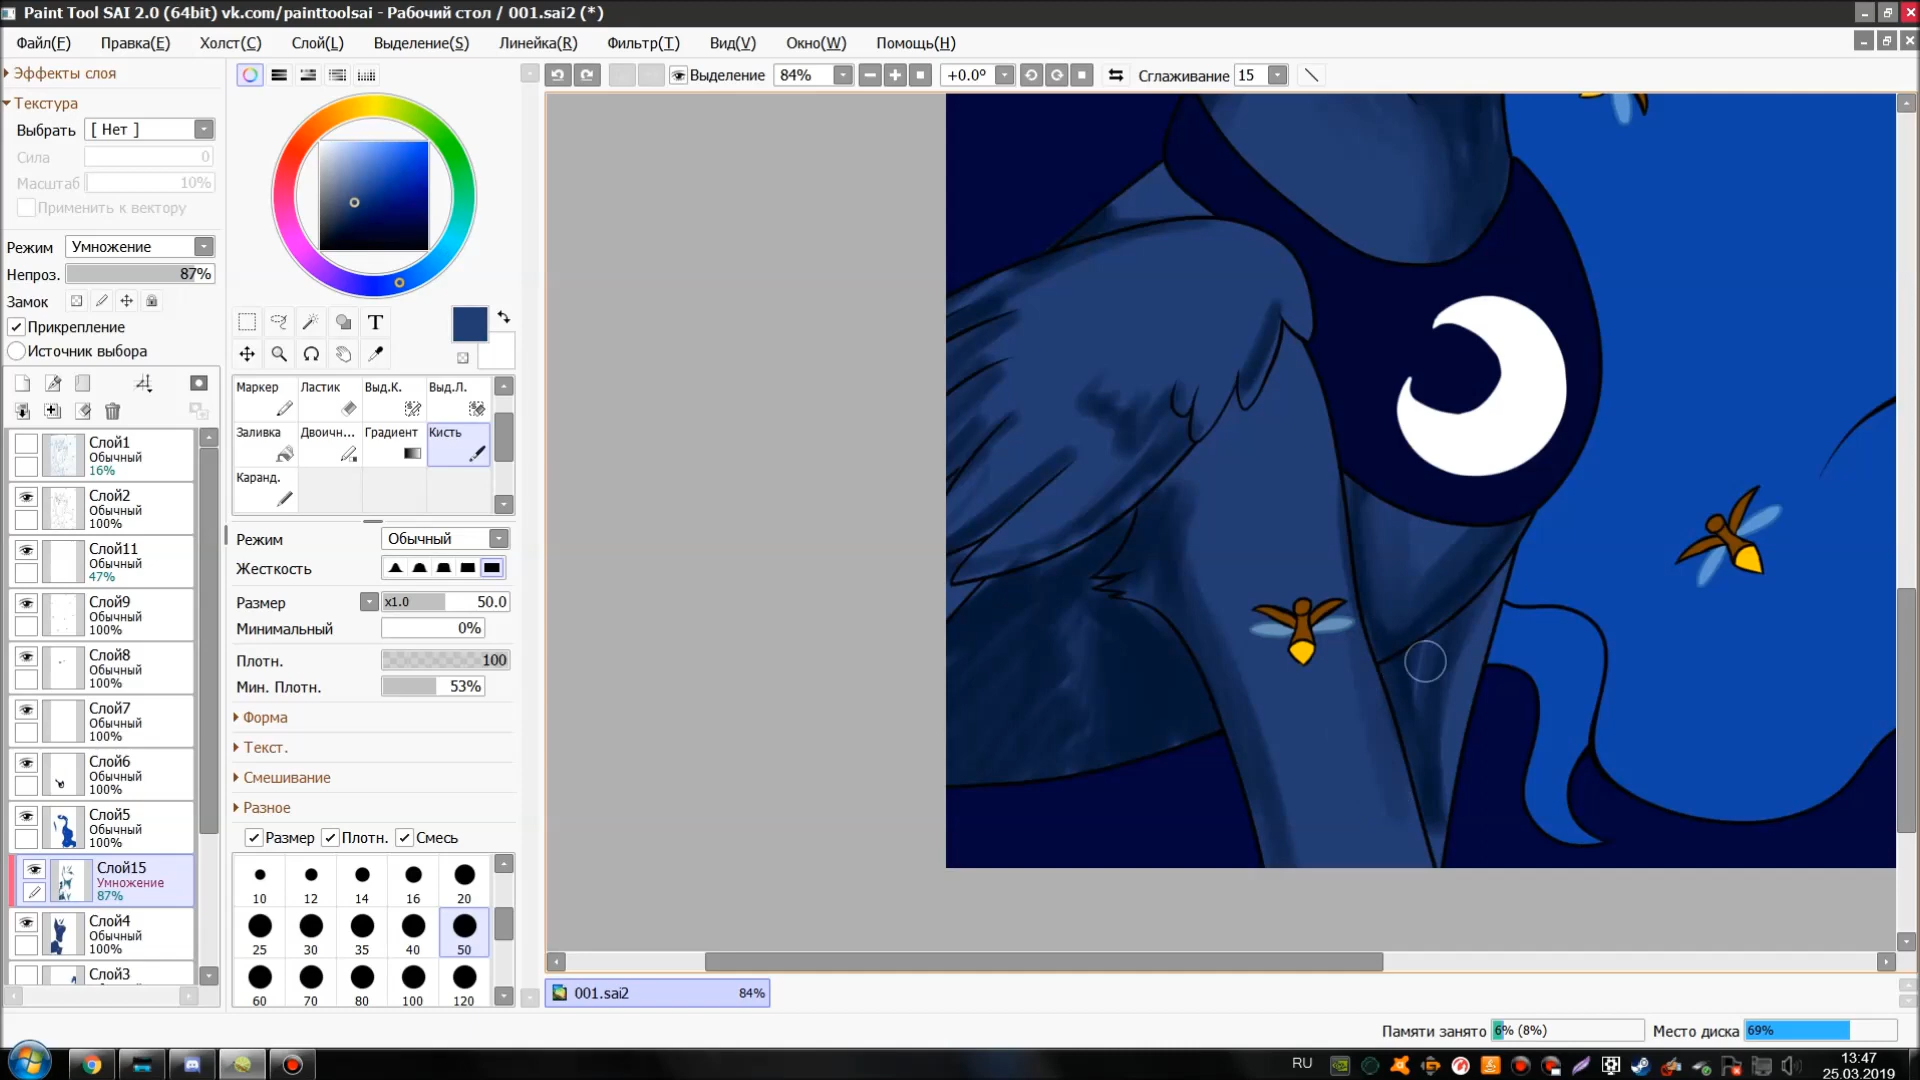 Paint Tool SAI 2.0 (64bit) vk.com/painttoolsai - Рабочий стол / 001.sai2 (*)
Файл(F) Правка(E) Холст(C) Слой(L) Выделение(S) Линейка(R) Фильтр(T) Вид(V) Окно(W) Помощь(H)
Эффекты слоя
Текстура
Выбрать [ Нет ]
Сила 0
Масштаб 10%
Применить к вектору
Режим Умножение
Непроз. 87%
Замок
Прикрепление
Источник выбора
Слой1
Обычный
16%
Слой2
Обычный
100%
Слой11
Обычный
47%
Слой9
Обычный
100%
Слой8
Обычный
100%
Слой7
Обычный
100%
Слой6
Обычный
100%
Слой5
Обычный
100%
Слой15
Умножение
87%
Слой4
Обычный
100%
Слой3
T
Маркер Ластик Выд.К. Выд.Л.
Заливка Двоичн... Градиент Кисть
Каранд.
Режим Обычный
Жесткость
Размер x1.0 50.0
Минимальный 0%
Плотн. 100
Мин. Плотн. 53%
Форма
Текст.
Смешивание
Разное
Размер Плотн. Смесь
10 12 14 16 20
25 30 35 40 50
60 70 80 100 120
Выделение 84% +0.0° Сглаживание 15
001.sai2 84%
Памяти занято 6% (8%) Место диска 69%
RU
13:47
25.03.2019